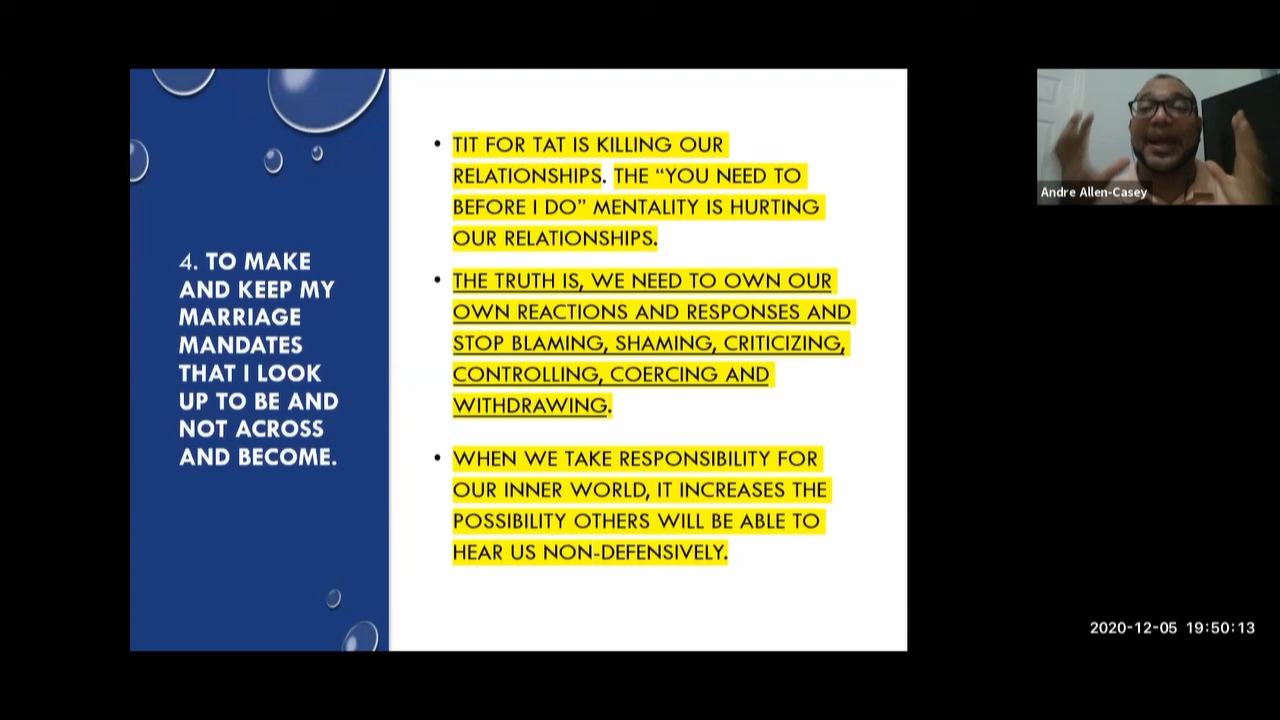 4. TO MAKE
AND KEEP MY
MARRIAGE
MANDATES
THAT I LOOK
UP TO BE AND
NOT ACROSS
AND BECOME.
• TIT FOR TAT IS KILLING OUR
RELATIONSHIPS. THE “YOU NEED TO
BEFORE I DO” MENTALITY IS HURTING
OUR RELATIONSHIPS.
• THE TRUTH IS, WE NEED TO OWN OUR
OWN REACTIONS AND RESPONSES AND
STOP BLAMING, SHAMING, CRITICIZING,
CONTROLLING, COERCING AND
WITHDRAWING.
• WHEN WE TAKE RESPONSIBILITY FOR
OUR INNER WORLD, IT INCREASES THE
POSSIBILITY OTHERS WILL BE ABLE TO
HEAR US NON-DEFENSIVELY.
Andre Allen-Casey
2020-12-05 19:50:13